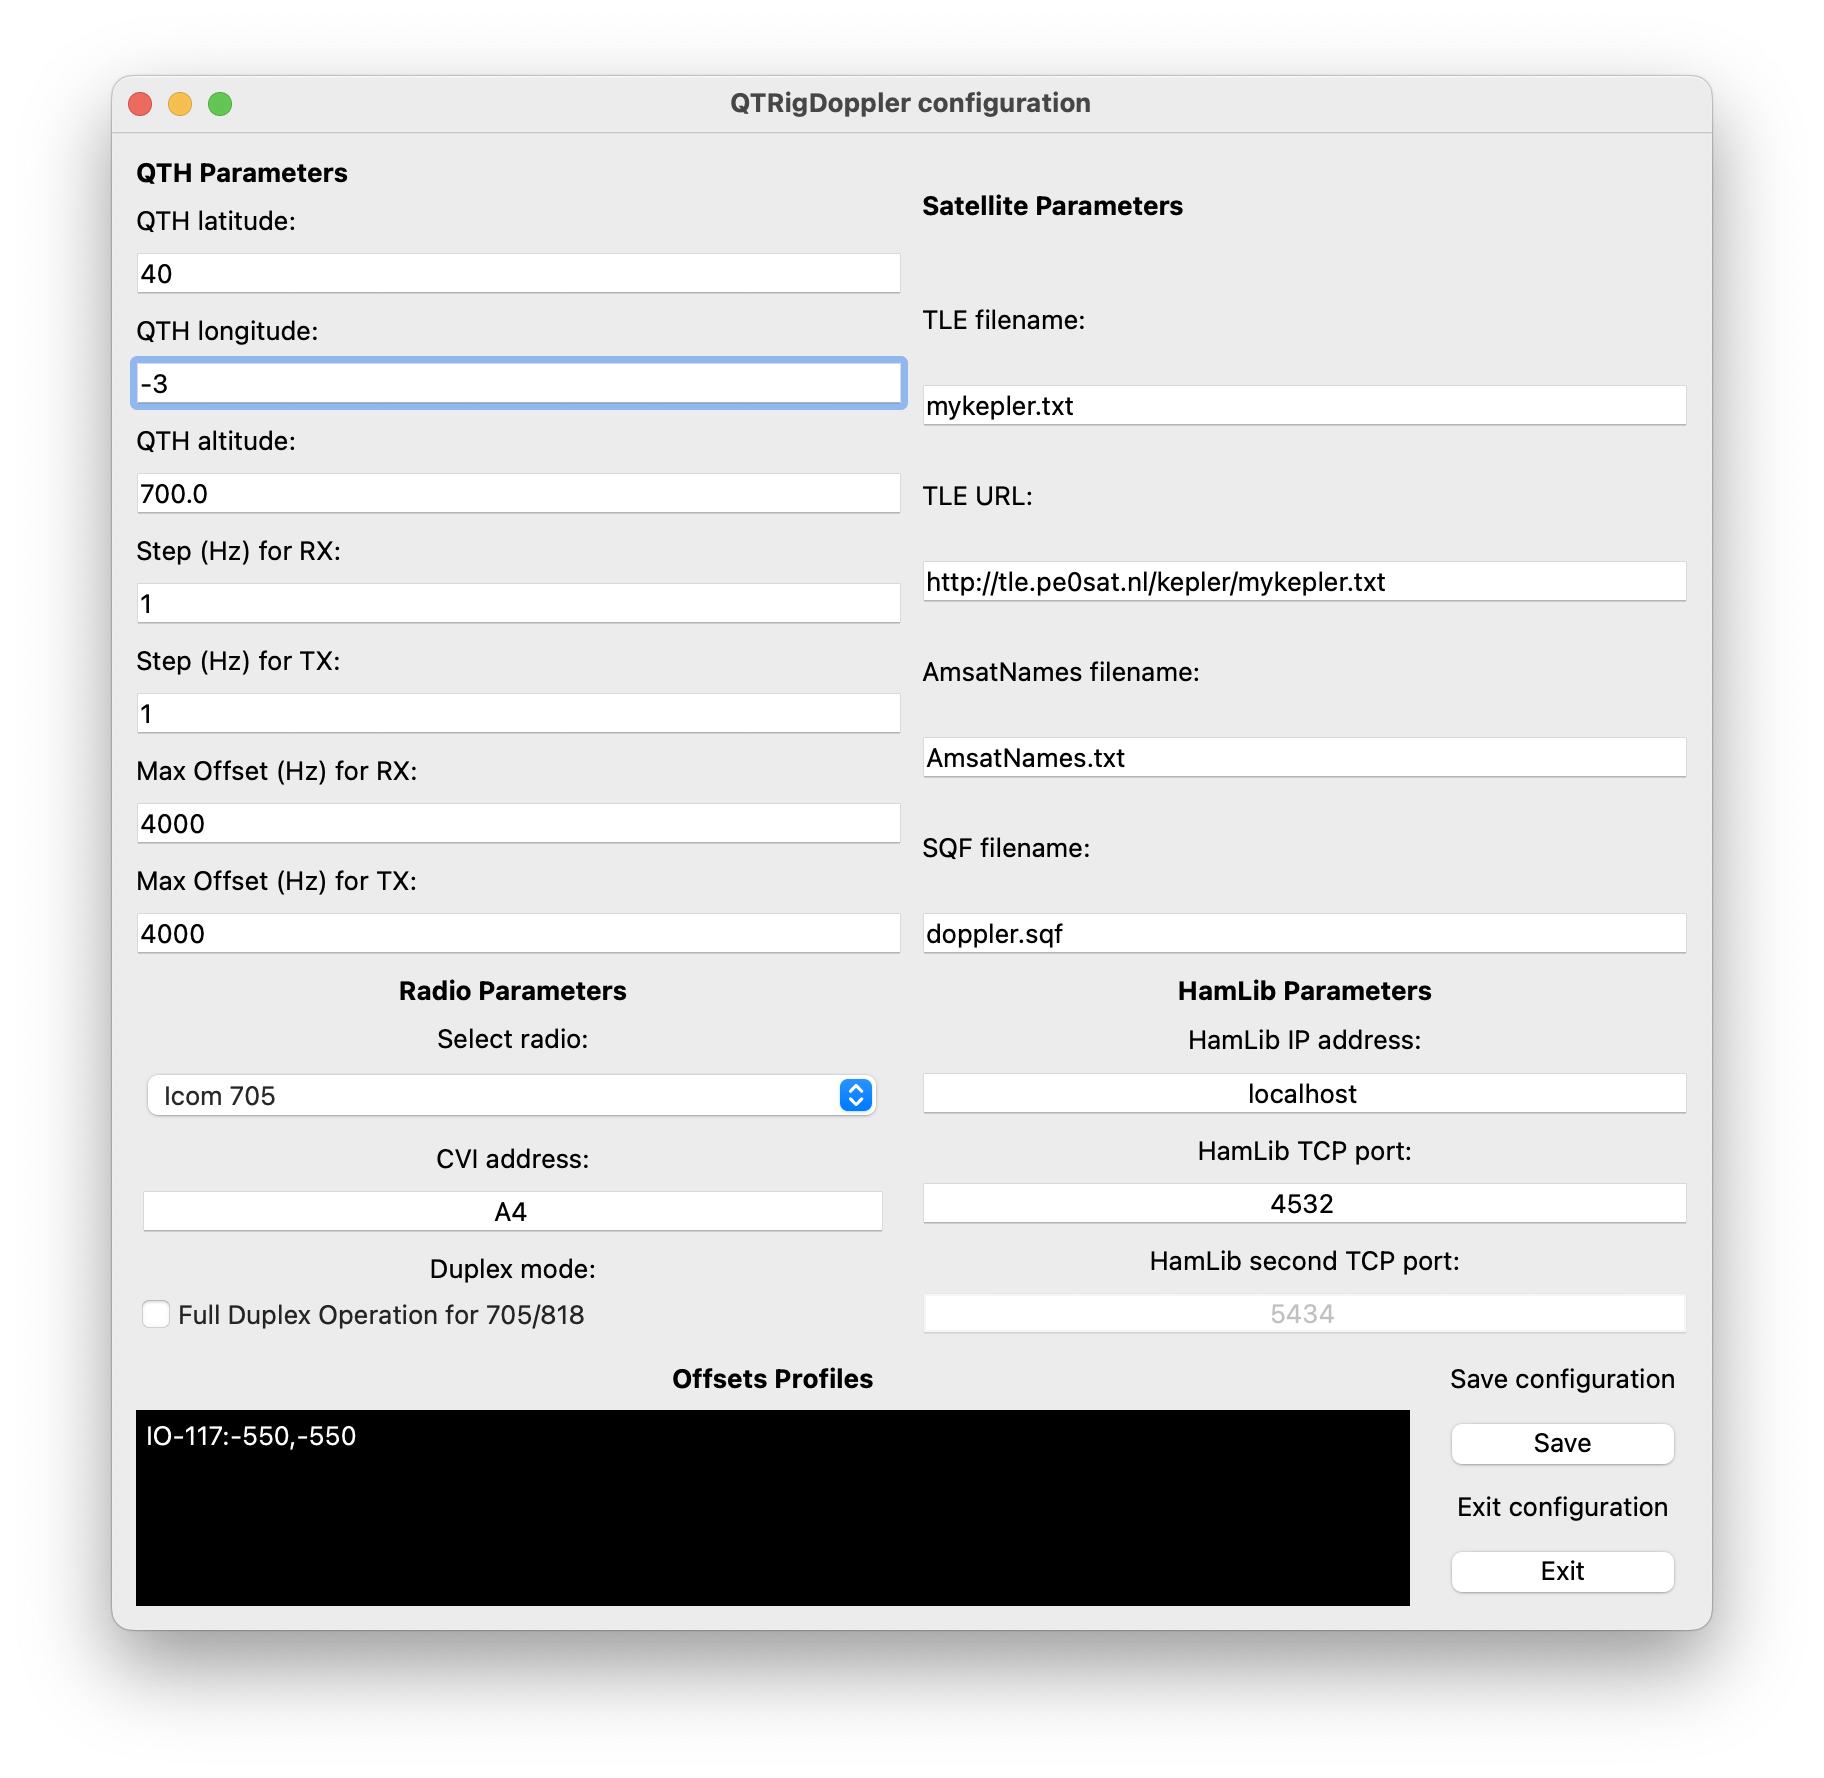 QTRigDoppler configuration
QTH Parameters
QTH latitude:
40
QTH longitude:
-3
QTH altitude:
700.0
Step (Hz) for RX:
1
Step (Hz) for TX:
1
Max Offset (Hz) for RX:
4000
Max Offset (Hz) for TX:
4000
Satellite Parameters
TLE filename:
mykepler.txt
TLE URL:
http://tle.pe0sat.nl/kepler/mykepler.txt
AmsatNames filename:
AmsatNames.txt
SQF filename:
doppler.sqf
Radio Parameters
Select radio:
Icom 705
CVI address:
A4
Duplex mode:
Full Duplex Operation for 705/818
HamLib Parameters
HamLib IP address:
localhost
HamLib TCP port:
4532
HamLib second TCP port:
5434
Offsets Profiles
IO-117:-550,-550
Save configuration
Save
Exit configuration
Exit